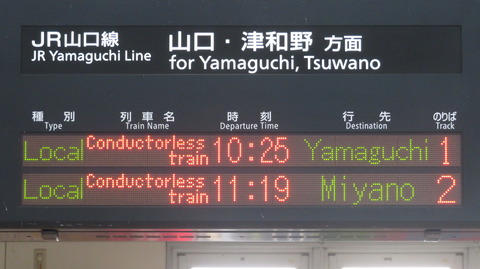 JR山口線 山口・津和野 方面
JR Yamaguchi Line for Yamaguchi, Tsuwano
種別 列車名 時刻 行先 のりば
Type Train Name Departure Time Destination Track
Local Conductorless train 10:25 Yamaguchi 1
Local Conductorless train 11:19 Miyano 2